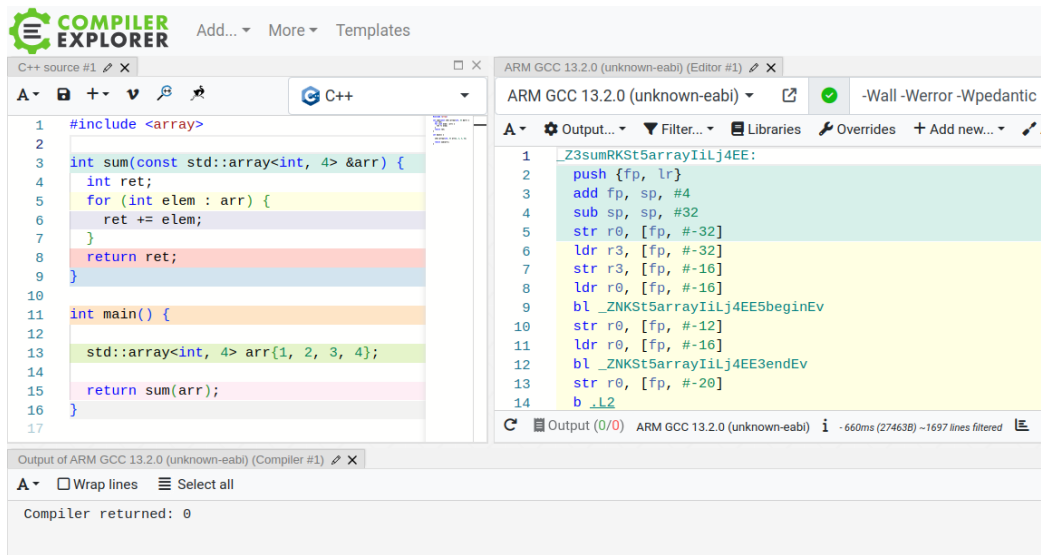 COMPILER
EXPLORER
Add... More Templates
C++ source #1
A + v C++
1 #include <array>
2
3 int sum(const std::array<int, 4> &arr) {
4 int ret;
5 for (int elem : arr) {
6 ret += elem;
7 }
8 return ret;
9 }
10
11 int main() {
12
13 std::array<int, 4> arr{1, 2, 3, 4};
14
15 return sum(arr);
16 }
17
ARM GCC 13.2.0 (unknown-eabi) (Editor #1)
ARM GCC 13.2.0 (unknown-eabi) -Wall -Werror -Wpedantic
A Output... Filter... Libraries Overrides + Add new...
1 _Z3sumRKSt5arrayIiLj4EE:
2 push {fp, lr}
3 add fp, sp, #4
4 sub sp, sp, #32
5 str r0, [fp, #-32]
6 ldr r3, [fp, #-32]
7 str r3, [fp, #-16]
8 ldr r0, [fp, #-16]
9 bl _ZNKSt5arrayIiLj4EE5beginEv
10 str r0, [fp, #-12]
11 ldr r0, [fp, #-16]
12 bl _ZNKSt5arrayIiLj4EE3endEv
13 str r0, [fp, #-20]
14 b .L2
Output (0/0) ARM GCC 13.2.0 (unknown-eabi) i - 660ms (27463B) ~1697 lines filtered
Output of ARM GCC 13.2.0 (unknown-eabi) (Compiler #1)
A Wrap lines Select all
Compiler returned: 0